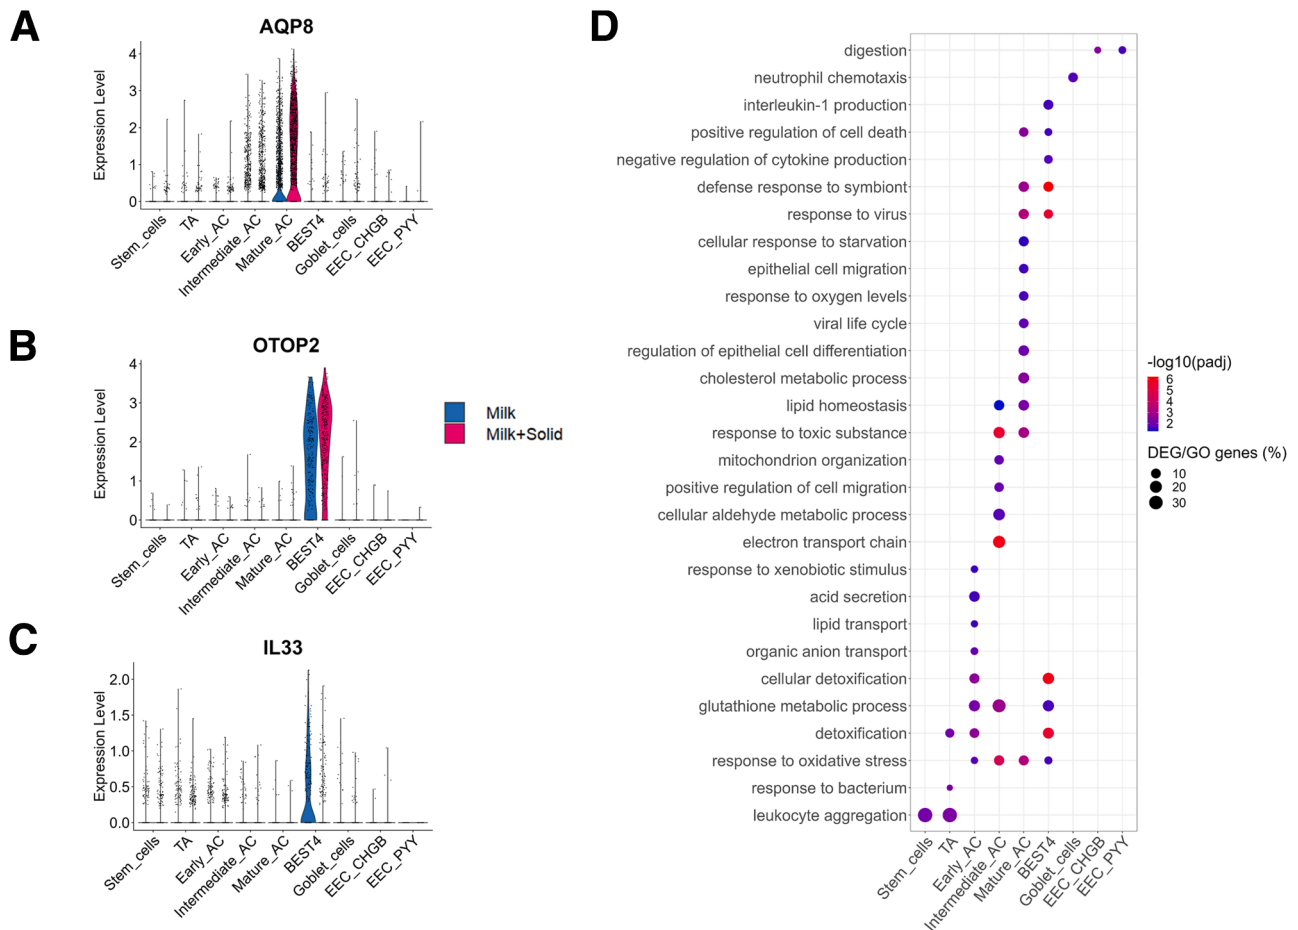 A
AQP8
Expression Level
4
3
2
1
0
Stem_cells
TA
Early_AC
Intermediate_AC
Mature_AC
BEST4
Goblet_cells
EEC_CHGB
EEC_PYY
B
OTOP2
Expression Level
4
3
2
1
0
Stem_cells
TA
Early_AC
Intermediate_AC
Mature_AC
BEST4
Goblet_cells
EEC_CHGB
EEC_PYY
Milk
Milk+Solid
C
IL33
Expression Level
2.0
1.5
1.0
0.5
0.0
Stem_cells
TA
Early_AC
Intermediate_AC
Mature_AC
BEST4
Goblet_cells
EEC_CHGB
EEC_PYY
D
digestion
neutrophil chemotaxis
interleukin-1 production
positive regulation of cell death
negative regulation of cytokine production
defense response to symbiont
response to virus
cellular response to starvation
epithelial cell migration
response to oxygen levels
viral life cycle
regulation of epithelial cell differentiation
cholesterol metabolic process
lipid homeostasis
response to toxic substance
mitochondrion organization
positive regulation of cell migration
cellular aldehyde metabolic process
electron transport chain
response to xenobiotic stimulus
acid secretion
lipid transport
organic anion transport
cellular detoxification
glutathione metabolic process
detoxification
response to oxidative stress
response to bacterium
leukocyte aggregation
Stem_cells
TA
Early_AC
Intermediate_AC
Mature_AC
BEST4
Goblet_cells
EEC_CHGB
EEC_PYY
-log10(padj)
6
5
4
3
2
DEG/GO genes (%)
10
20
30